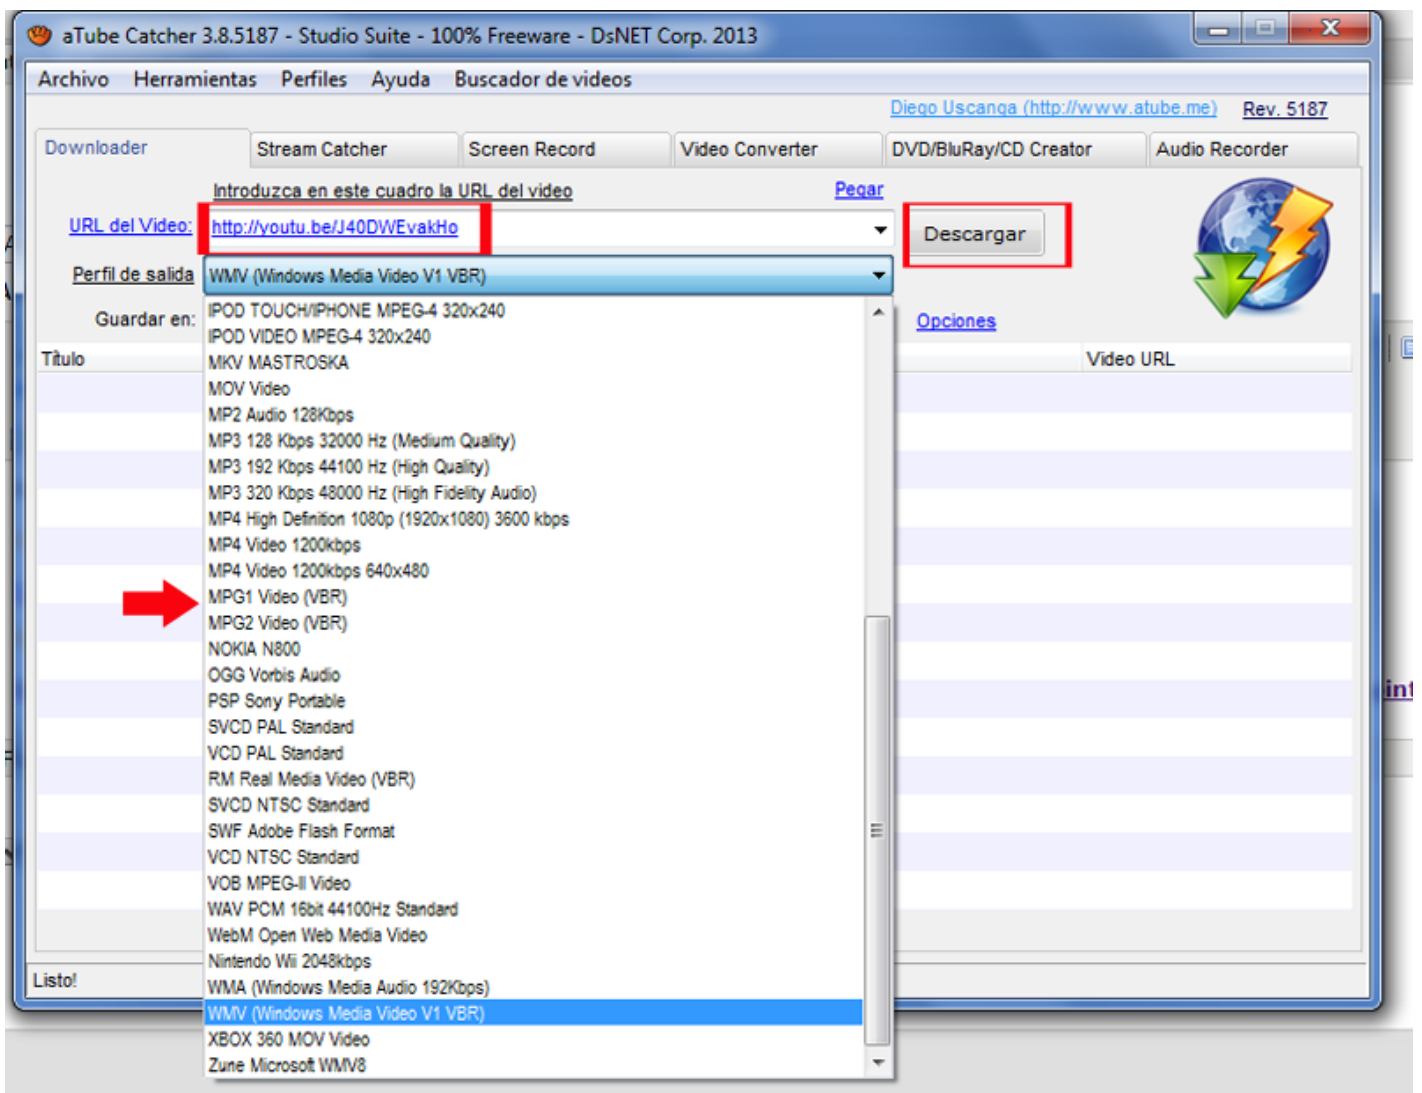 aTube Catcher 3.8.5187 - Studio Suite - 100% Freeware - DsNET Corp. 2013
Archivo Herramientas Perfiles Ayuda Buscador de videos
Diego Uscanga (http://www.atube.me) Rev. 5187
Downloader Stream Catcher Screen Record Video Converter DVD/BluRay/CD Creator Audio Recorder
Introduzca en este cuadro la URL del video Pegar
URL del Video: http://youtu.be/J40DWEvakHo Descargar
Perfil de salida WMV (Windows Media Video V1 VBR)
Guardar en: Opciones
Título Video URL
IPOD TOUCH/IPHONE MPEG-4 320x240
IPOD VIDEO MPEG-4 320x240
MKV MASTROSKA
MOV Video
MP2 Audio 128Kbps
MP3 128 Kbps 32000 Hz (Medium Quality)
MP3 192 Kbps 44100 Hz (High Quality)
MP3 320 Kbps 48000 Hz (High Fidelity Audio)
MP4 High Definition 1080p (1920x1080) 3600 kbps
MP4 Video 1200kbps
MP4 Video 1200kbps 640x480
MPG1 Video (VBR)
MPG2 Video (VBR)
NOKIA N800
OGG Vorbis Audio
PSP Sony Portable
SVCD PAL Standard
VCD PAL Standard
RM Real Media Video (VBR)
SVCD NTSC Standard
SWF Adobe Flash Format
VCD NTSC Standard
VOB MPEG-II Video
WAV PCM 16bit 44100Hz Standard
WebM Open Web Media Video
Nintendo Wii 2048kbps
WMA (Windows Media Audio 192Kbps)
WMV (Windows Media Video V1 VBR)
XBOX 360 MOV Video
Zune Microsoft WMV8
Listo!